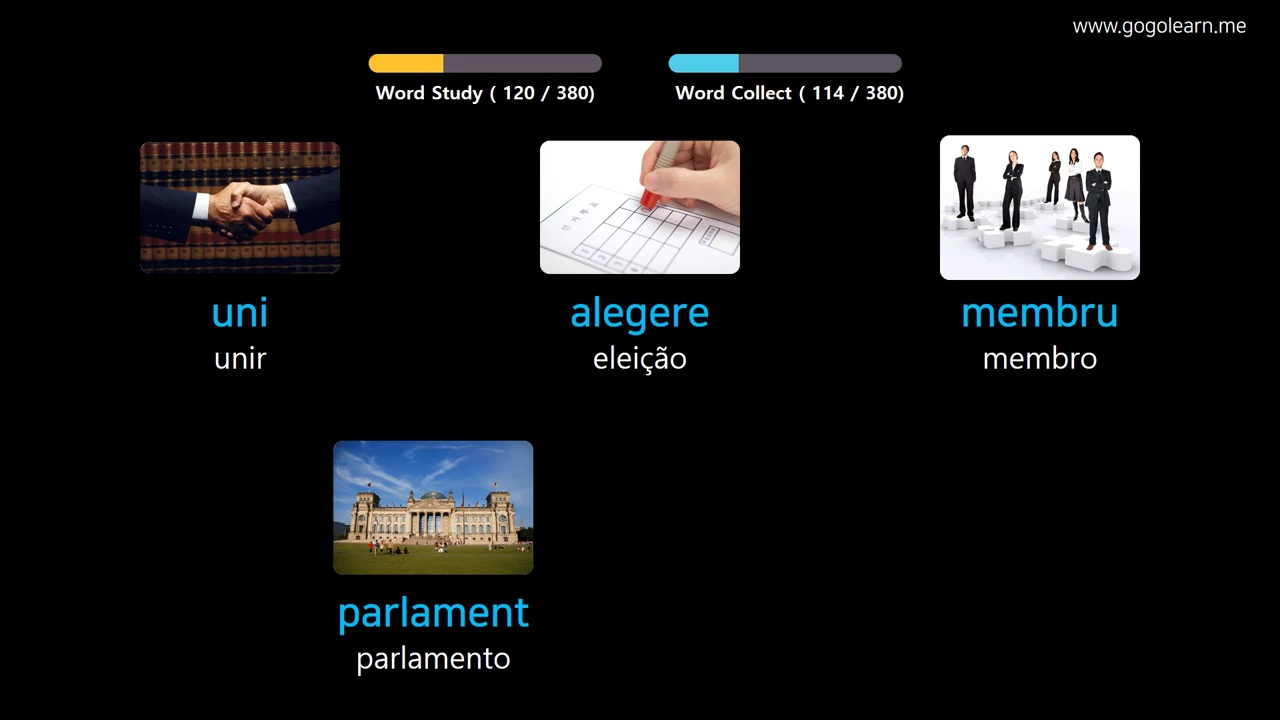 www.gogolearn.me
Word Study ( 120 / 380)
Word Collect ( 114 / 380)
uni
alegere
membru
unir
eleição
membro
parlament
parlamento